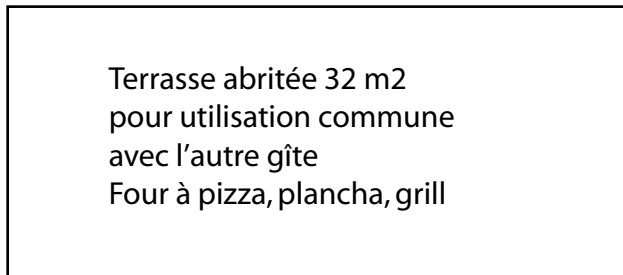 Terrasse abritée 32 m2
pour utilisation commune
avec l’autre gîte
Four à pizza, plancha, grill